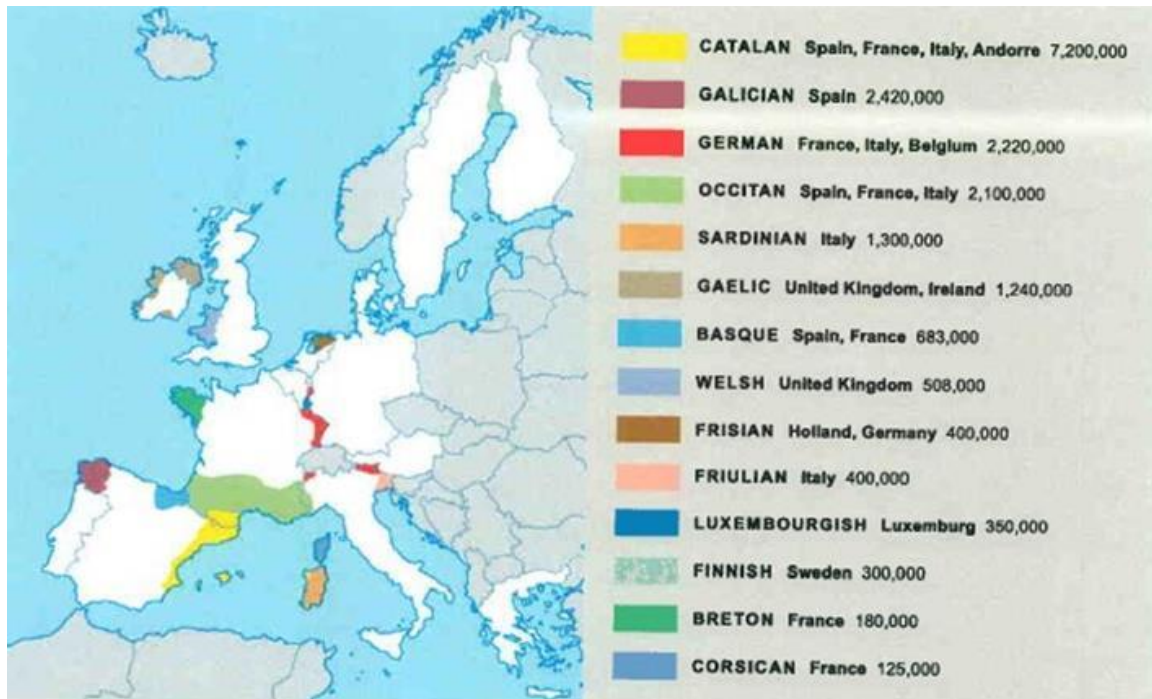 CATALAN Spain, France, Italy, Andorre 7,200,000
GALICIAN Spain 2,420,000
GERMAN France, Italy, Belgium 2,220,000
OCCITAN Spain, France, Italy 2,100,000
SARDINIAN Italy 1,300,000
GAELIC United Kingdom, Ireland 1,240,000
BASQUE Spain, France 683,000
WELSH United Kingdom 508,000
FRISIAN Holland, Germany 400,000
FRIULIAN Italy 400,000
LUXEMBOURGISH Luxemburg 350,000
FINNISH Sweden 300,000
BRETON France 180,000
CORSICAN France 125,000